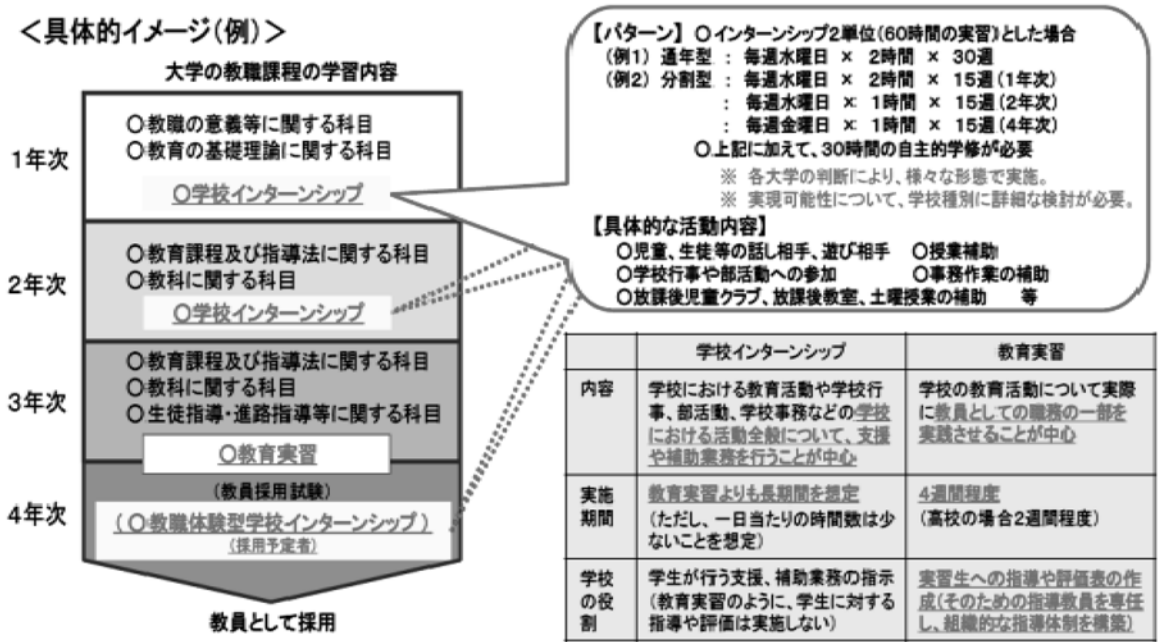 ＜具体的イメージ(例)＞
大学の教職課程の学習内容
1年次
○教職の意義等に関する科目
○教育の基礎理論に関する科目
○学校インターンシップ
2年次
○教育課程及び指導法に関する科目
○教科に関する科目
○学校インターンシップ
3年次
○教育課程及び指導法に関する科目
○教科に関する科目
○生徒指導・進路指導等に関する科目
○教育実習
4年次
(教員採用試験)
(○教職体験型学校インターンシップ)
(採用予定者)
教員として採用
【パターン】 ○インターンシップ2単位(60時間の実習)とした場合
(例1) 通年型 : 毎週水曜日 × 2時間 × 30週
(例2) 分割型 : 毎週水曜日 × 2時間 × 15週(1年次)
: 毎週水曜日 × 1時間 × 15週(2年次)
: 毎週金曜日 × 1時間 × 15週(4年次)
○上記に加えて、30時間の自主的学修が必要
※ 各大学の判断により、様々な形態で実施。
※ 実現可能性について、学校種別に詳細な検討が必要。
【具体的な活動内容】
○児童、生徒等の話し相手、遊び相手 ○授業補助
○学校行事や部活動への参加 ○事務作業の補助
○放課後児童クラブ、放課後教室、土曜授業の補助 等
学校インターンシップ 教育実習
内容
学校における教育活動や学校行
事、部活動、学校事務などの学校
における活動全般について、支援
や補助業務を行うことが中心
学校の教育活動について実際
に教員としての職務の一部を
実践させることが中心
実施
期間
教育実習よりも長期間を想定
(ただし、一日当たりの時間数は少
ないことを想定)
4週間程度
(高校の場合2週間程度)
学校
の役
割
学生が行う支援、補助業務の指示
(教育実習のように、学生に対する
指導や評価は実施しない)
実習生への指導や評価表の作
成(そのための指導教員を専任
し、組織的な指導体制を構築)